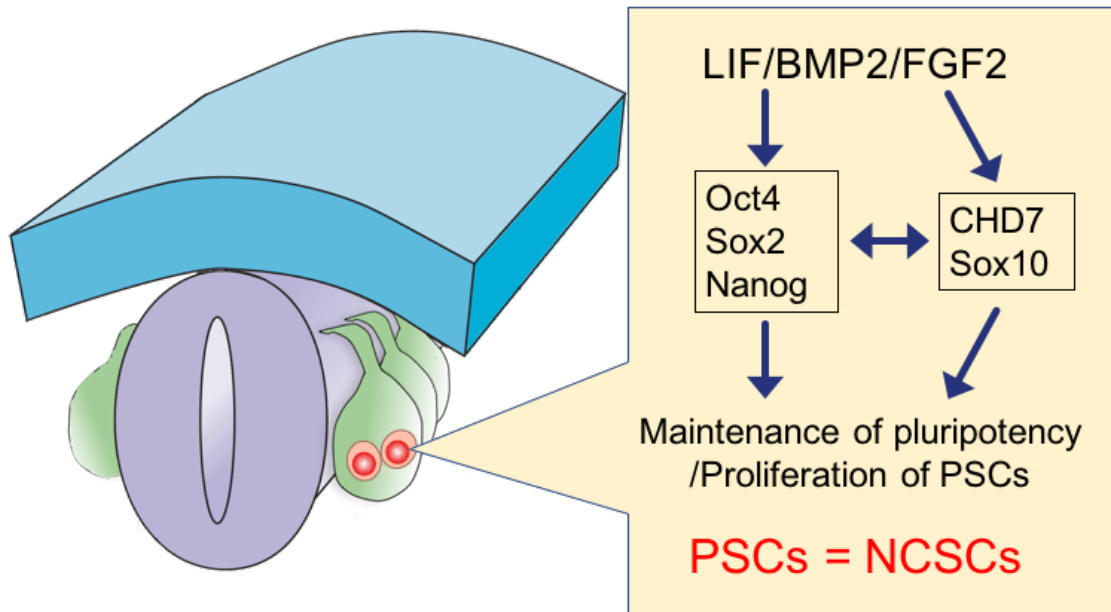 LIF/BMP2/FGF2
Oct4
Sox2
Nanog
CHD7
Sox10
Maintenance of pluripotency
/Proliferation of PSCs
PSCs = NCSCs